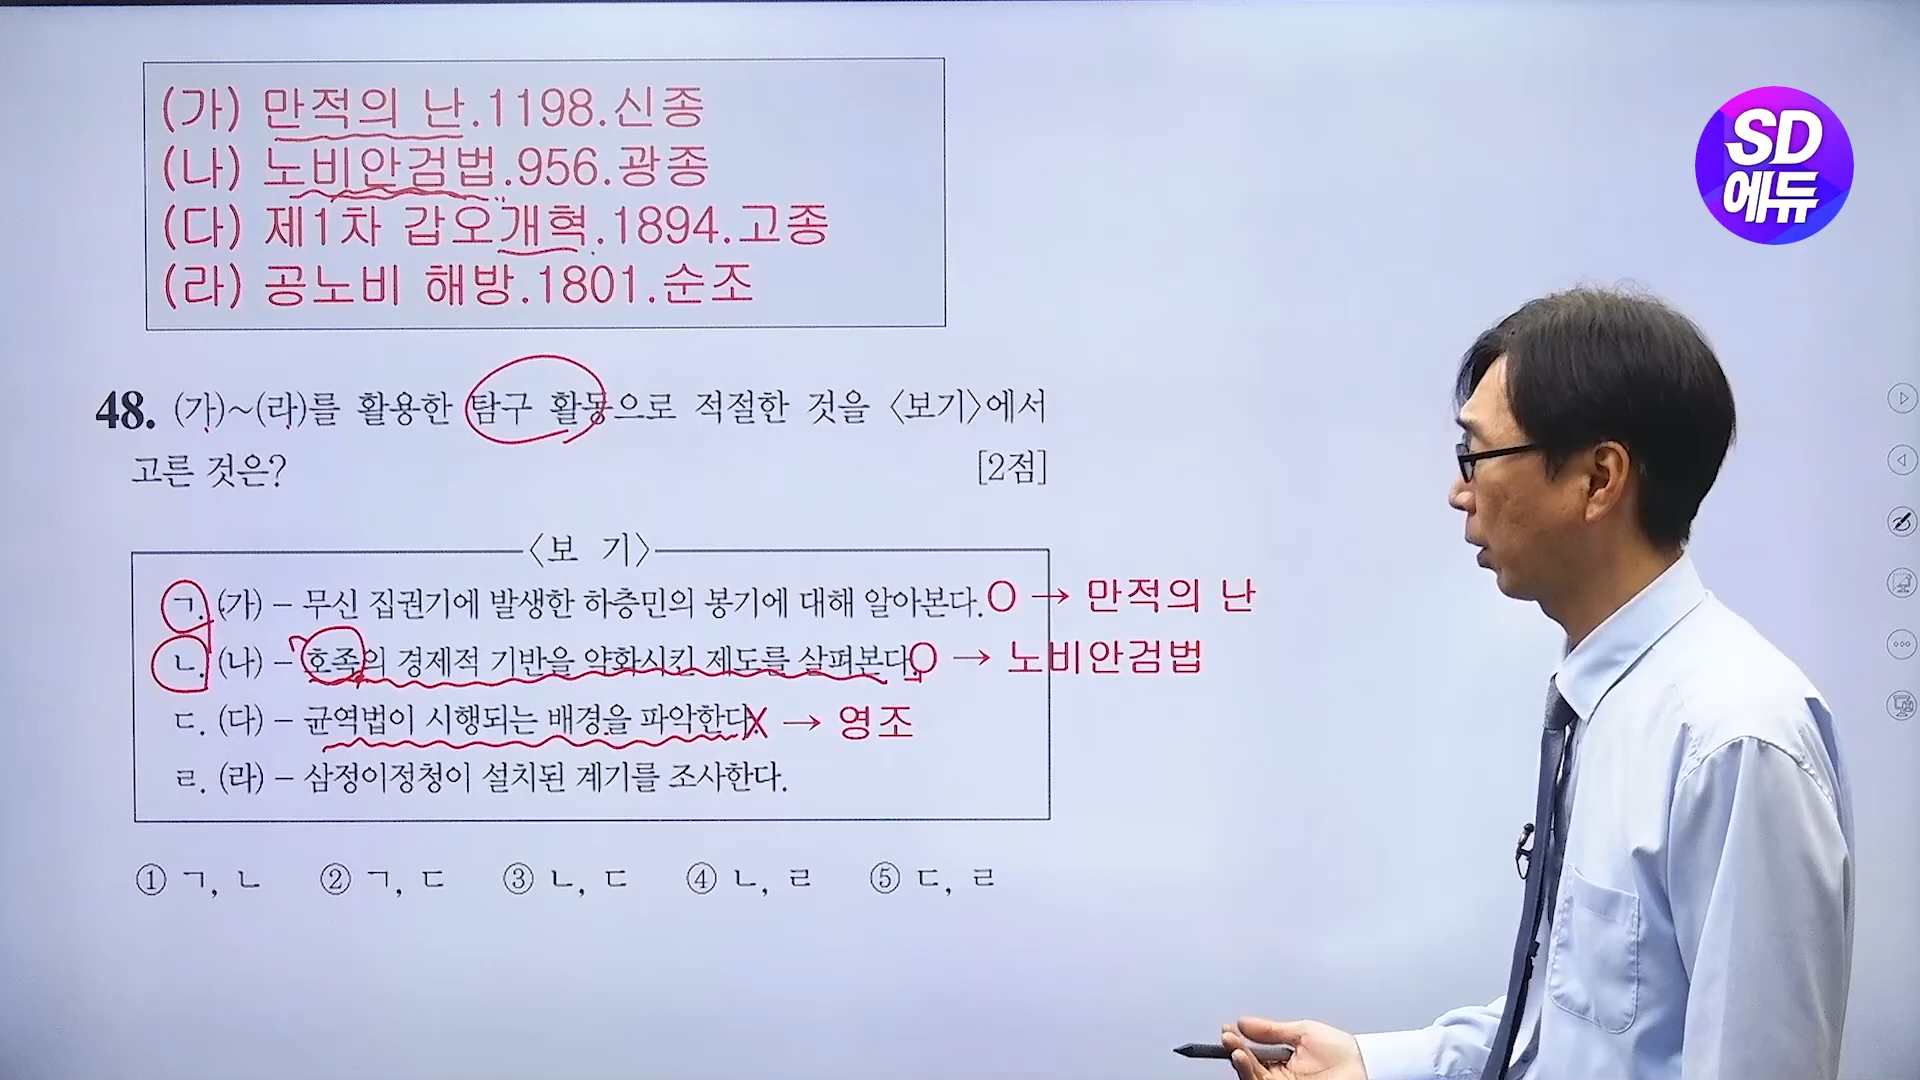 (가) 만적의 난.1198.신종
(나) 노비안검법.956.광종
(다) 제1차 갑오개혁.1894.고종
(라) 공노비 해방.1801.순조
SD
에듀
48. (가)~(라)를 활용한 탐구 활동으로 적절한 것을 〈보기〉에서
고른 것은? [2점]
〈보 기〉
ㄱ. (가) – 무신 집권기에 발생한 하층민의 봉기에 대해 알아본다. O → 만적의 난
ㄴ. (나) – 호족의 경제적 기반을 약화시킨 제도를 살펴본다. O → 노비안검법
ㄷ. (다) – 균역법이 시행되는 배경을 파악한다. X → 영조
ㄹ. (라) – 삼정이정청이 설치된 계기를 조사한다.
① ㄱ, ㄴ ② ㄱ, ㄷ ③ ㄴ, ㄷ ④ ㄴ, ㄹ ⑤ ㄷ, ㄹ